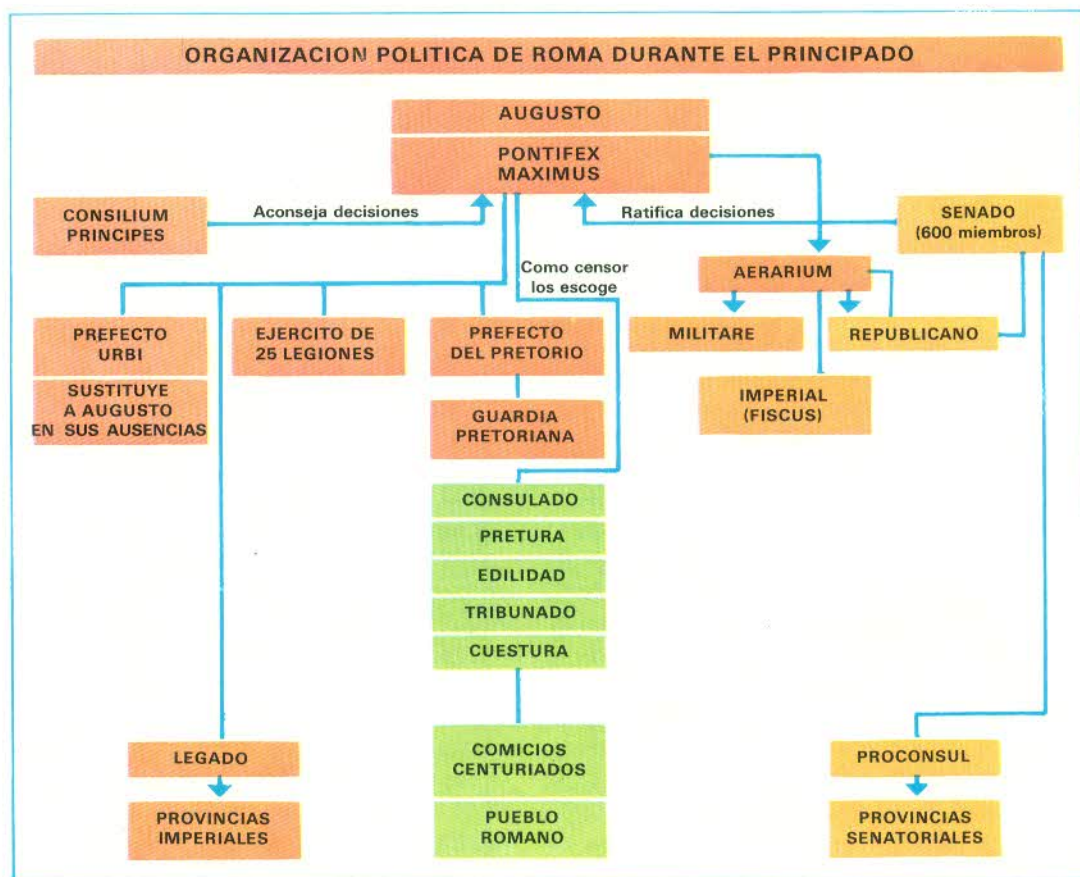 ORGANIZACION POLITICA DE ROMA DURANTE EL PRINCIPADO
AUGUSTO
PONTIFEX
MAXIMUS
CONSILIUM
PRINCIPES
Aconseja decisiones
Ratifica decisiones
SENADO
(600 miembros)
Como censor
los escoge
AERARIUM
MILITARE
REPUBLICANO
IMPERIAL
(FISCUS)
PREFECTO
URBI
SUSTITUYE
A AUGUSTO
EN SUS AUSENCIAS
EJERCITO DE
25 LEGIONES
PREFECTO
DEL PRETORIO
GUARDIA
PRETORIANA
CONSULADO
PRETURA
EDILIDAD
TRIBUNADO
CUESTURA
LEGADO
PROVINCIAS
IMPERIALES
COMICIOS
CENTURIADOS
PUEBLO
ROMANO
PROCONSUL
PROVINCIAS
SENATORIALES